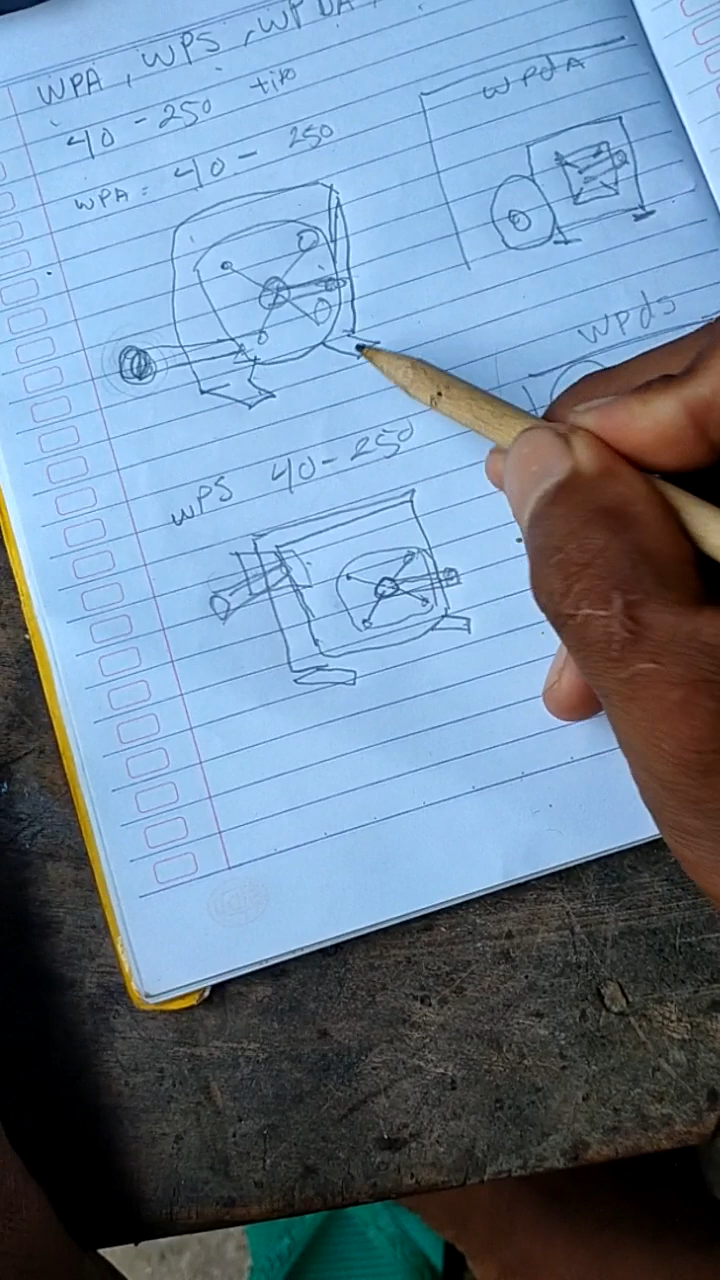 WPA, WPS, WPDA,
40 - 250 tipo
WPA = 40 - 250
WPdA
WPdS
WPS 40-250